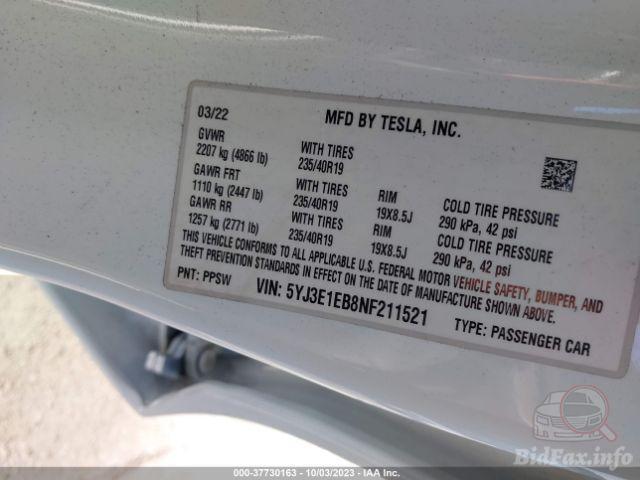 03/22 MFD BY TESLA, INC.
GVWR
2207 kg (4866 lb) WITH TIRES
235/40R19
GAWR FRT
1110 kg (2447 lb) WITH TIRES RIM COLD TIRE PRESSURE
235/40R19 19X8.5J 290 kPa, 42 psi
GAWR RR
1257 kg (2771 lb) WITH TIRES RIM COLD TIRE PRESSURE
235/40R19 19X8.5J 290 kPa, 42 psi
THIS VEHICLE CONFORMS TO ALL APPLICABLE U.S. FEDERAL MOTOR VEHICLE SAFETY, BUMPER, AND
THEFT PREVENTION STANDARDS IN EFFECT ON THE DATE OF MANUFACTURE SHOWN ABOVE.
PNT: PPSW VIN: 5YJ3E1EB8NF211521 TYPE: PASSENGER CAR
BidFax.info
000-37730163 - 10/03/2023 - IAA Inc.